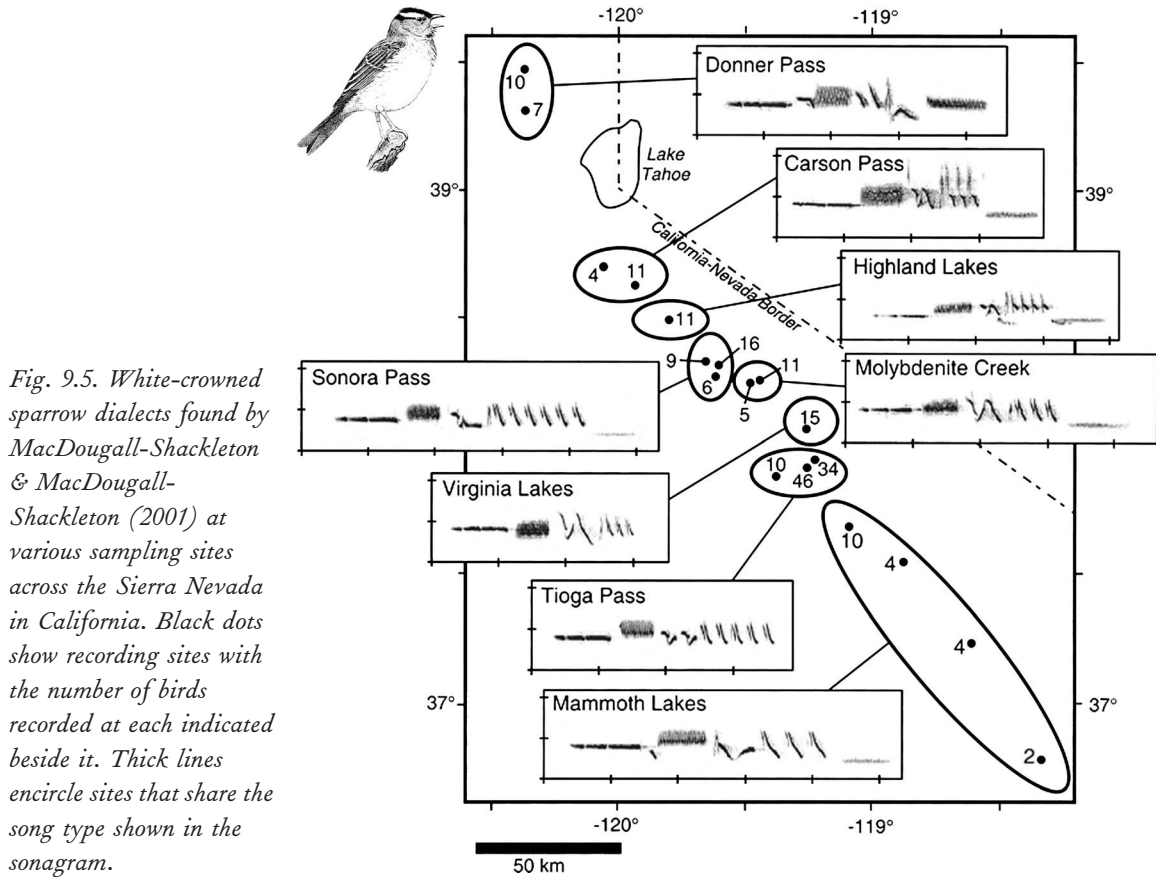 Fig. 9.5. White-crowned
sparrow dialects found by
MacDougall-Shackleton
& MacDougall-
Shackleton (2001) at
various sampling sites
across the Sierra Nevada
in California. Black dots
show recording sites with
the number of birds
recorded at each indicated
beside it. Thick lines
encircle sites that share the
song type shown in the
sonagram.
-120°
-119°
10
7
Donner Pass
Lake
Tahoe
Carson Pass
39°
39°
California-Nevada Border
4
11
Highland Lakes
11
9
16
6
11
5
Sonora Pass
Molybdenite Creek
15
Virginia Lakes
10
46
34
10
4
Tioga Pass
4
Mammoth Lakes
37°
37°
2
-120°
-119°
50 km